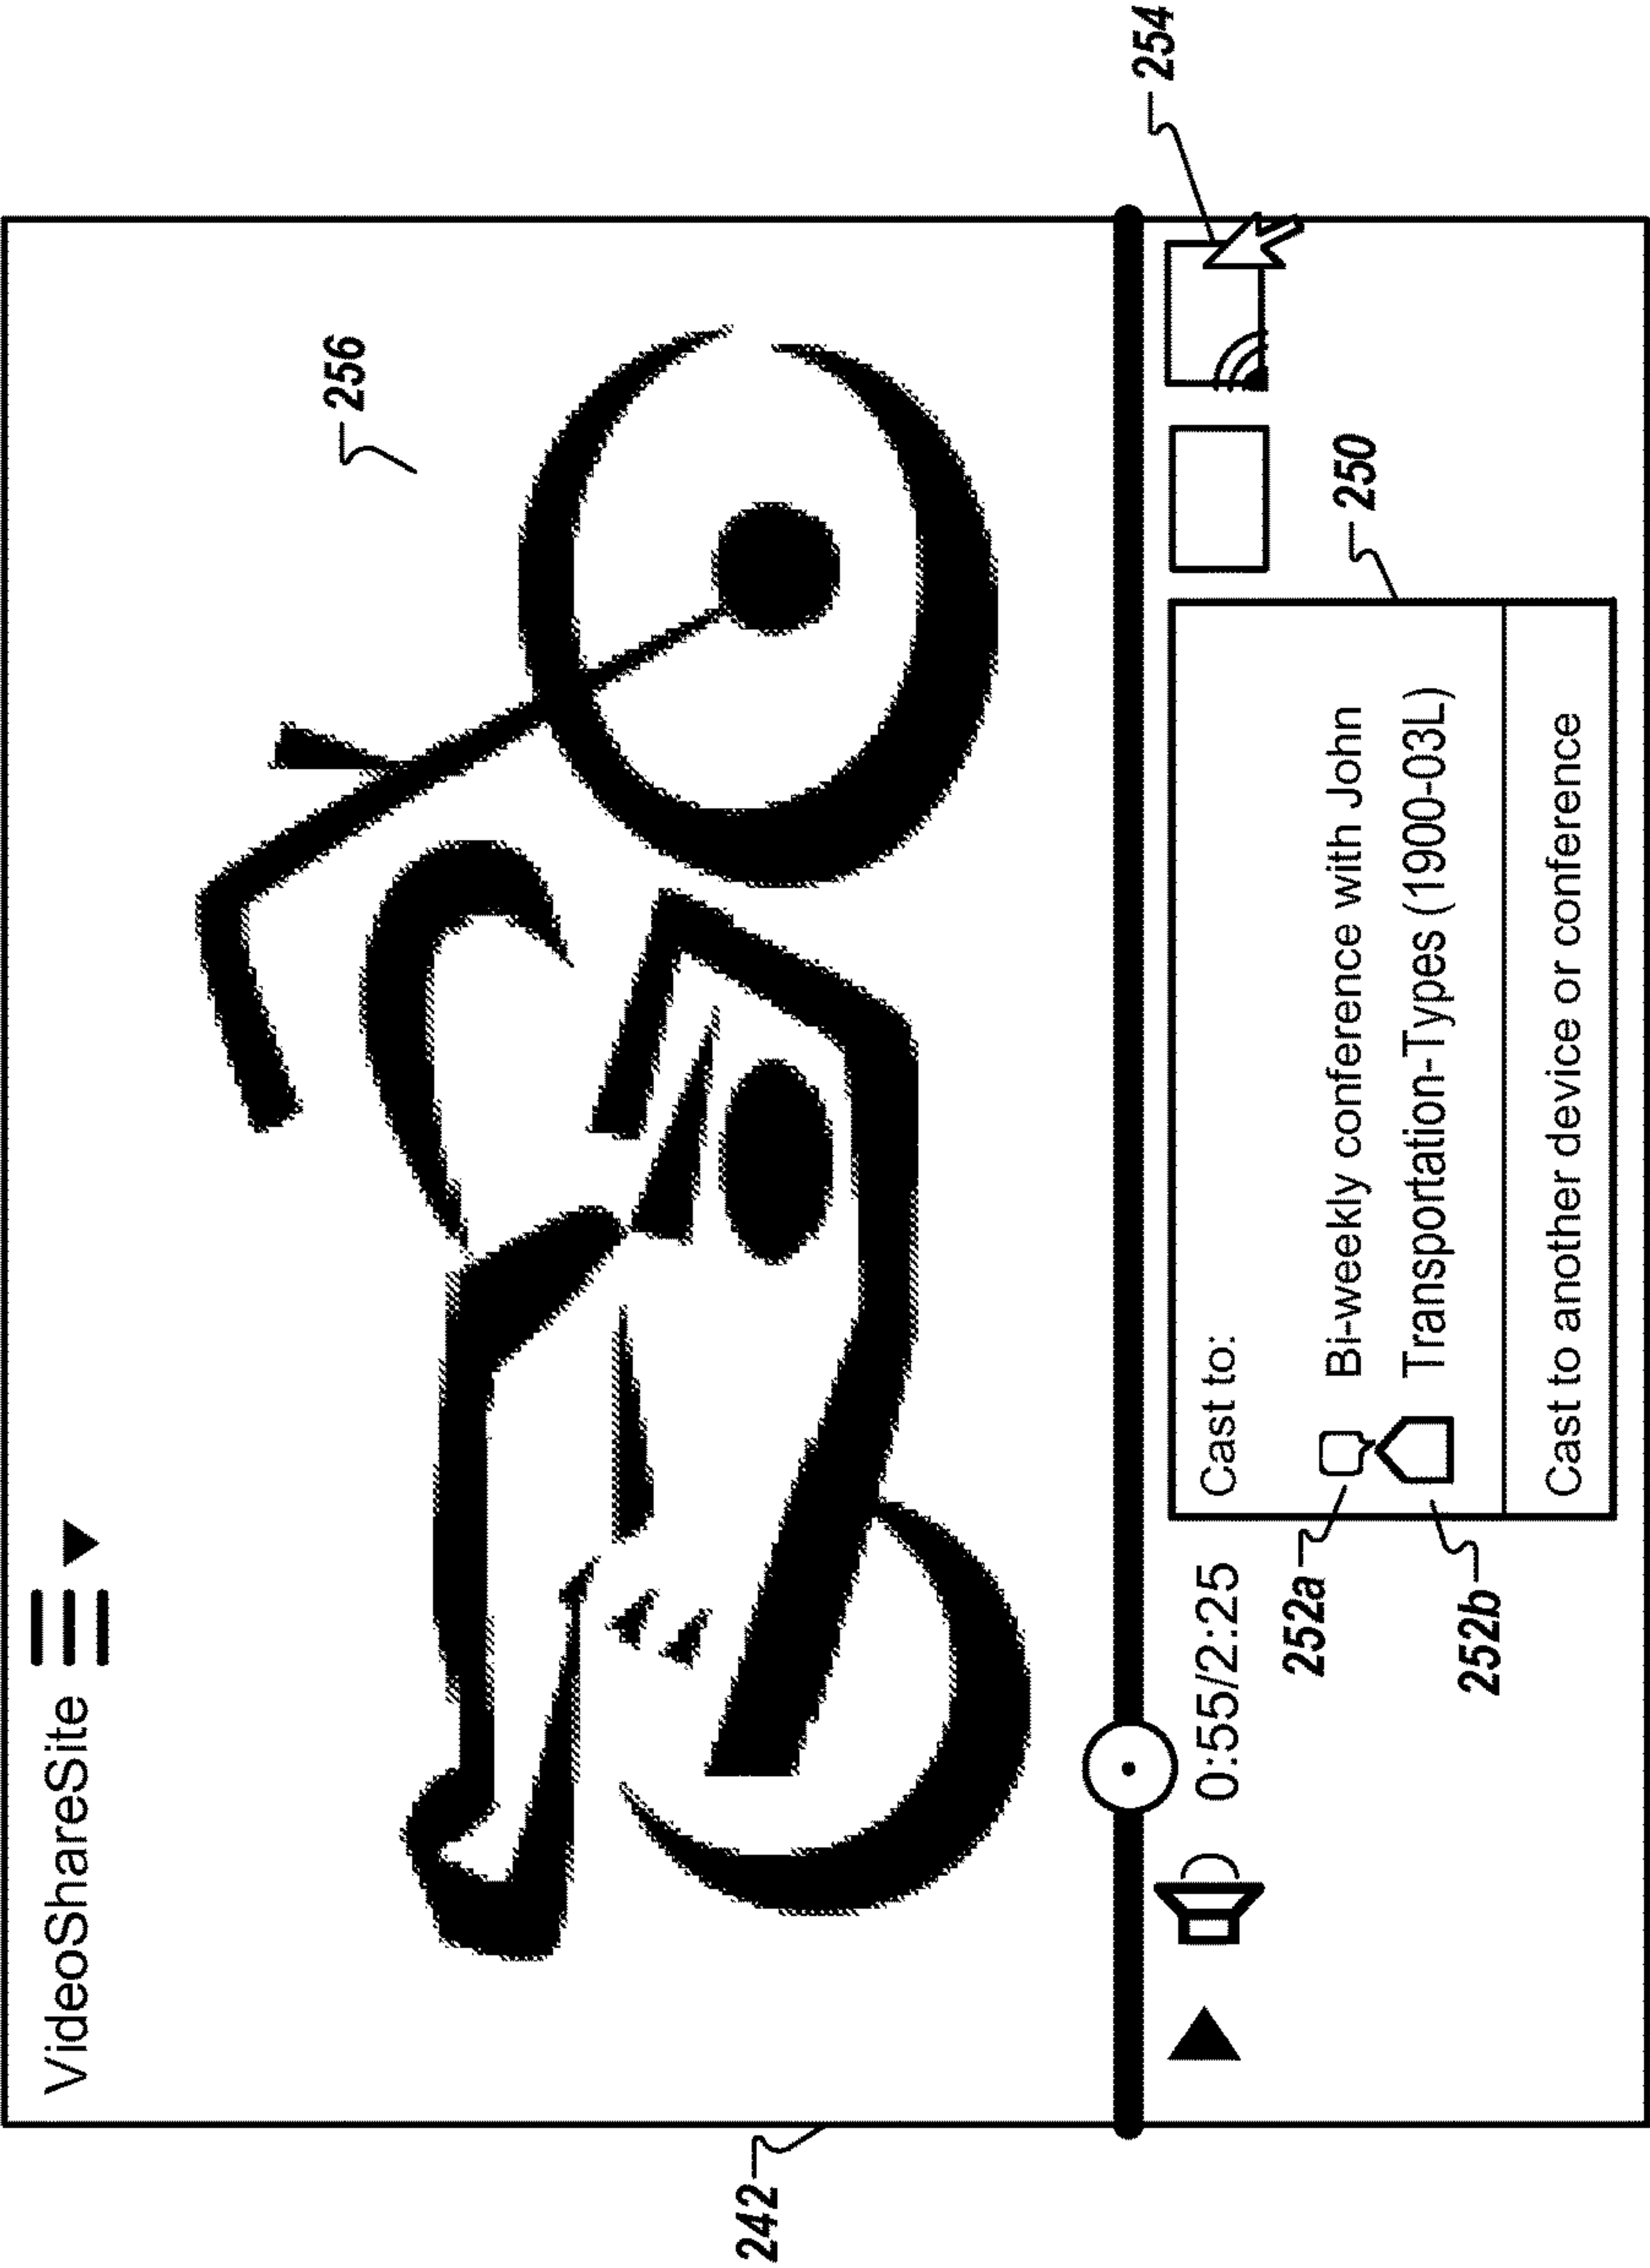 VideoShareSite
256
242
254
0:55/2:25
Cast to:
252a
Bi-weekly conference with John
252b
Transportation-Types (1900-03L)
250
Cast to another device or conference